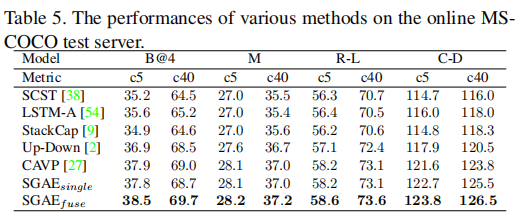 Table 5. The performances of various methods on the online MS-
COCO test server.
Model B@4 M R-L C-D
Metric c5 c40 c5 c40 c5 c40 c5 c40
SCST [38] 35.2 64.5 27.0 35.5 56.3 70.7 114.7 116.0
LSTM-A [54] 35.6 65.2 27.0 35.4 56.4 70.5 116.0 118.0
StackCap [9] 34.9 64.6 27.0 35.6 56.2 70.6 114.8 118.3
Up-Down [2] 36.9 68.5 27.6 36.7 57.1 72.4 117.9 120.5
CAVP [27] 37.9 69.0 28.1 37.0 58.2 73.1 121.6 123.8
SGAEsingle 37.8 68.7 28.1 37.0 58.2 73.1 122.7 125.5
SGAEfuse 38.5 69.7 28.2 37.2 58.6 73.6 123.8 126.5